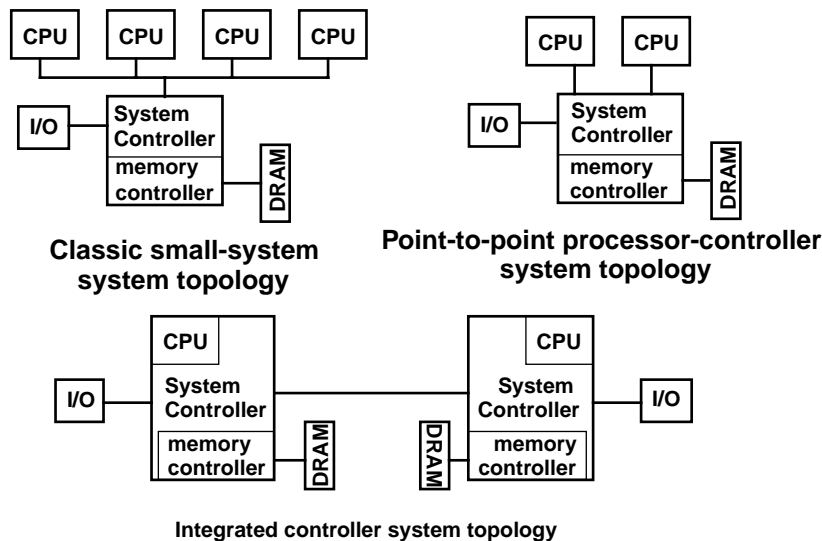 CPU
CPU
CPU
CPU
I/O
System
Controller
memory
controller
DRAM
Classic small-system
system topology
CPU
CPU
I/O
System
Controller
memory
controller
DRAM
Point-to-point processor-controller
system topology
CPU
I/O
System
Controller
memory
controller
DRAM
CPU
System
Controller
I/O
DRAM
memory
controller
Integrated controller system topology